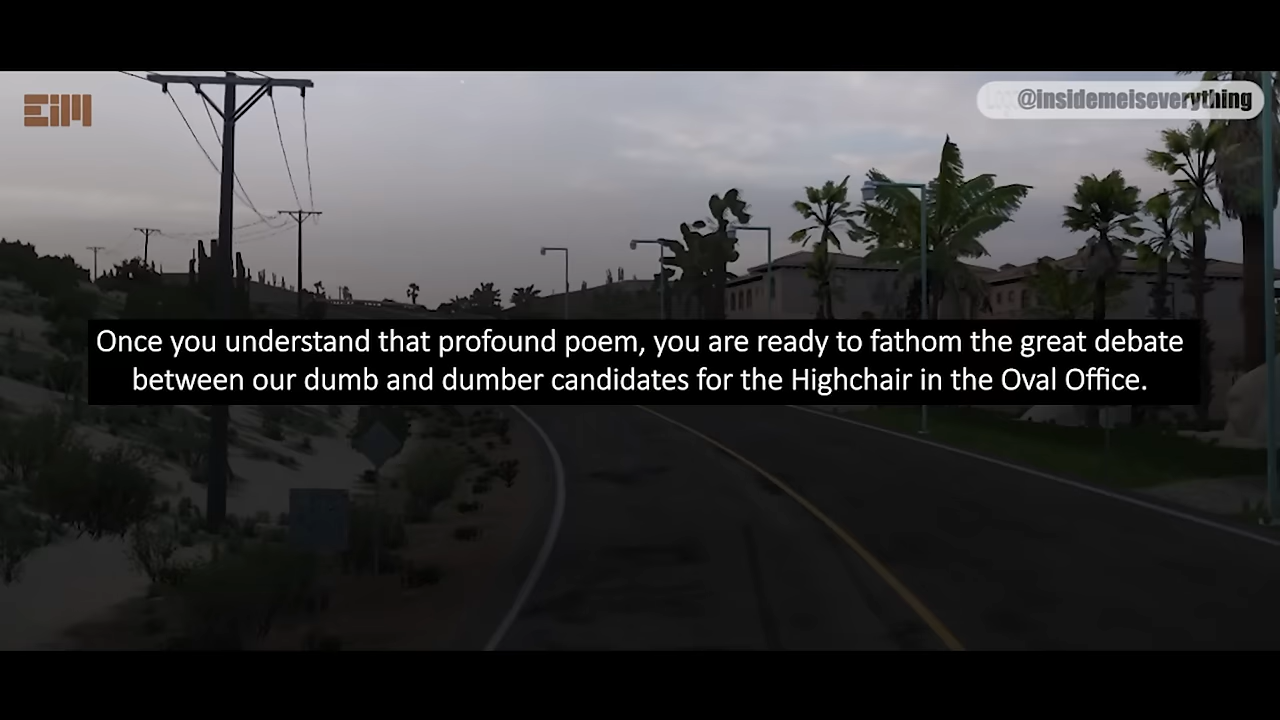 EiM
@insidemeiseverything
Once you understand that profound poem, you are ready to fathom the great debate
between our dumb and dumber candidates for the Highchair in the Oval Office.